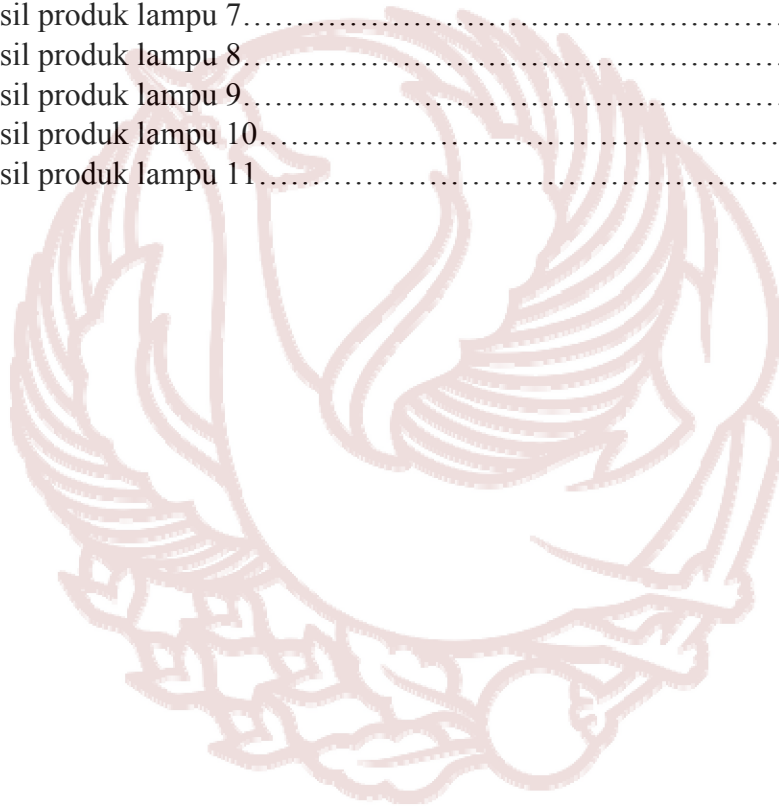 sil produk lampu 7……………………………………………………
sil produk lampu 8……………………………………………………
sil produk lampu 9……………………………………………………
sil produk lampu 10…………………………………………………
sil produk lampu 11…………………………………………………